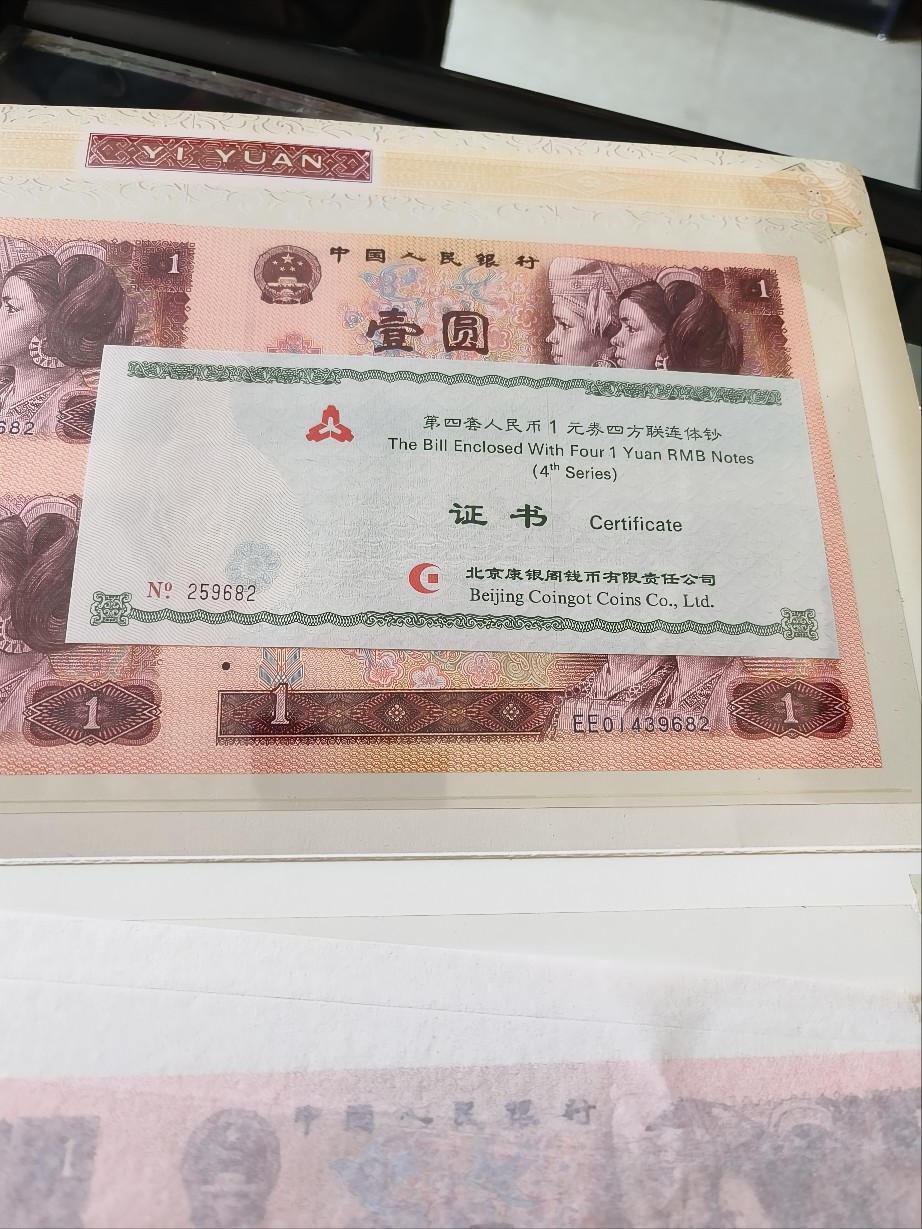 YI YUAN
1
中国人民银行
1
壹圆
682
第四套人民币1元券四方联连体钞
The Bill Enclosed With Four 1 Yuan RMB Notes
(4th Series)
证书 Certificate
北京康银阁钱币有限责任公司
Beijing Coingot Coins Co., Ltd.
Nº 259682
1
1
EE01439682
1
中国人民银行
1